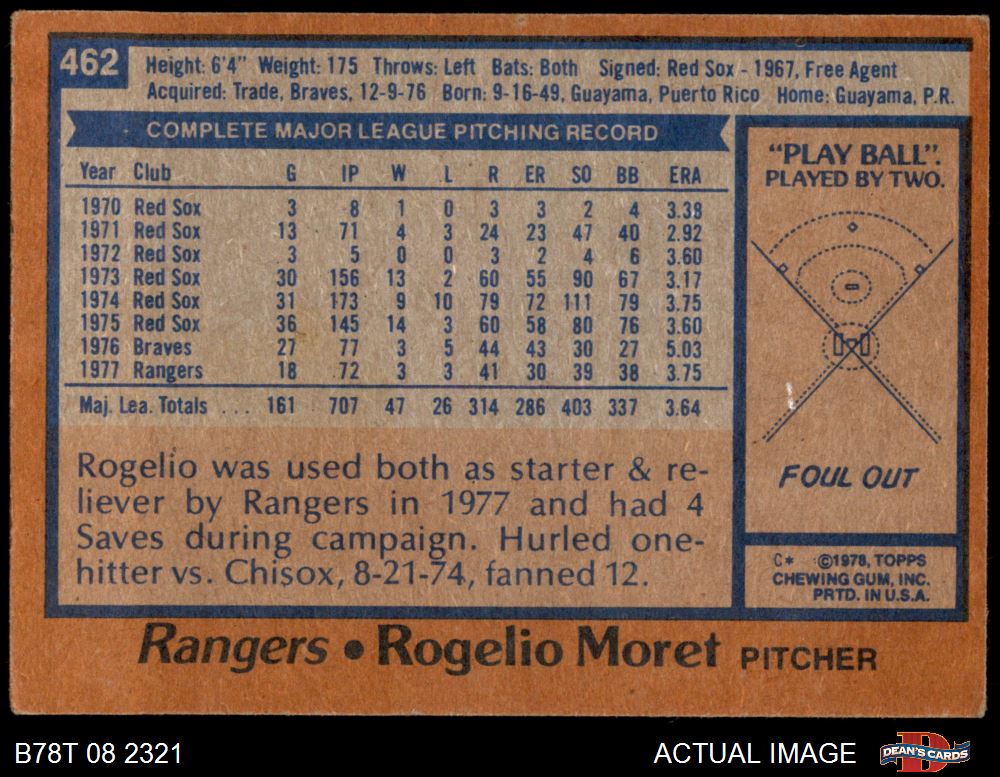 462
Height: 6'4" Weight: 175 Throws: Left Bats: Both Signed: Red Sox - 1967, Free Agent
Acquired: Trade, Braves, 12-9-76 Born: 9-16-49, Guayama, Puerto Rico Home: Guayama, P.R.
COMPLETE MAJOR LEAGUE PITCHING RECORD
Year Club G IP W L R ER SO BB ERA
1970 Red Sox 3 8 1 0 3 3 2 4 3.38
1971 Red Sox 13 71 4 3 24 23 47 40 2.92
1972 Red Sox 3 5 0 0 3 2 4 6 3.60
1973 Red Sox 30 156 13 2 60 55 90 67 3.17
1974 Red Sox 31 173 9 10 79 72 111 79 3.75
1975 Red Sox 36 145 14 3 60 58 80 76 3.60
1976 Braves 27 77 3 5 44 43 30 27 5.03
1977 Rangers 18 72 3 3 41 30 39 38 3.75
Maj. Lea. Totals ... 161 707 47 26 314 286 403 337 3.64
Rogelio was used both as starter & re-
liever by Rangers in 1977 and had 4
Saves during campaign. Hurled one-
hitter vs. Chisox, 8-21-74, fanned 12.
"PLAY BALL".
PLAYED BY TWO.
FOUL OUT
C* ©1978, TOPPS
CHEWING GUM, INC.
PRTD. IN U.S.A.
Rangers • Rogelio Moret PITCHER
B78T 08 2321 ACTUAL IMAGE DEAN'S CARDS